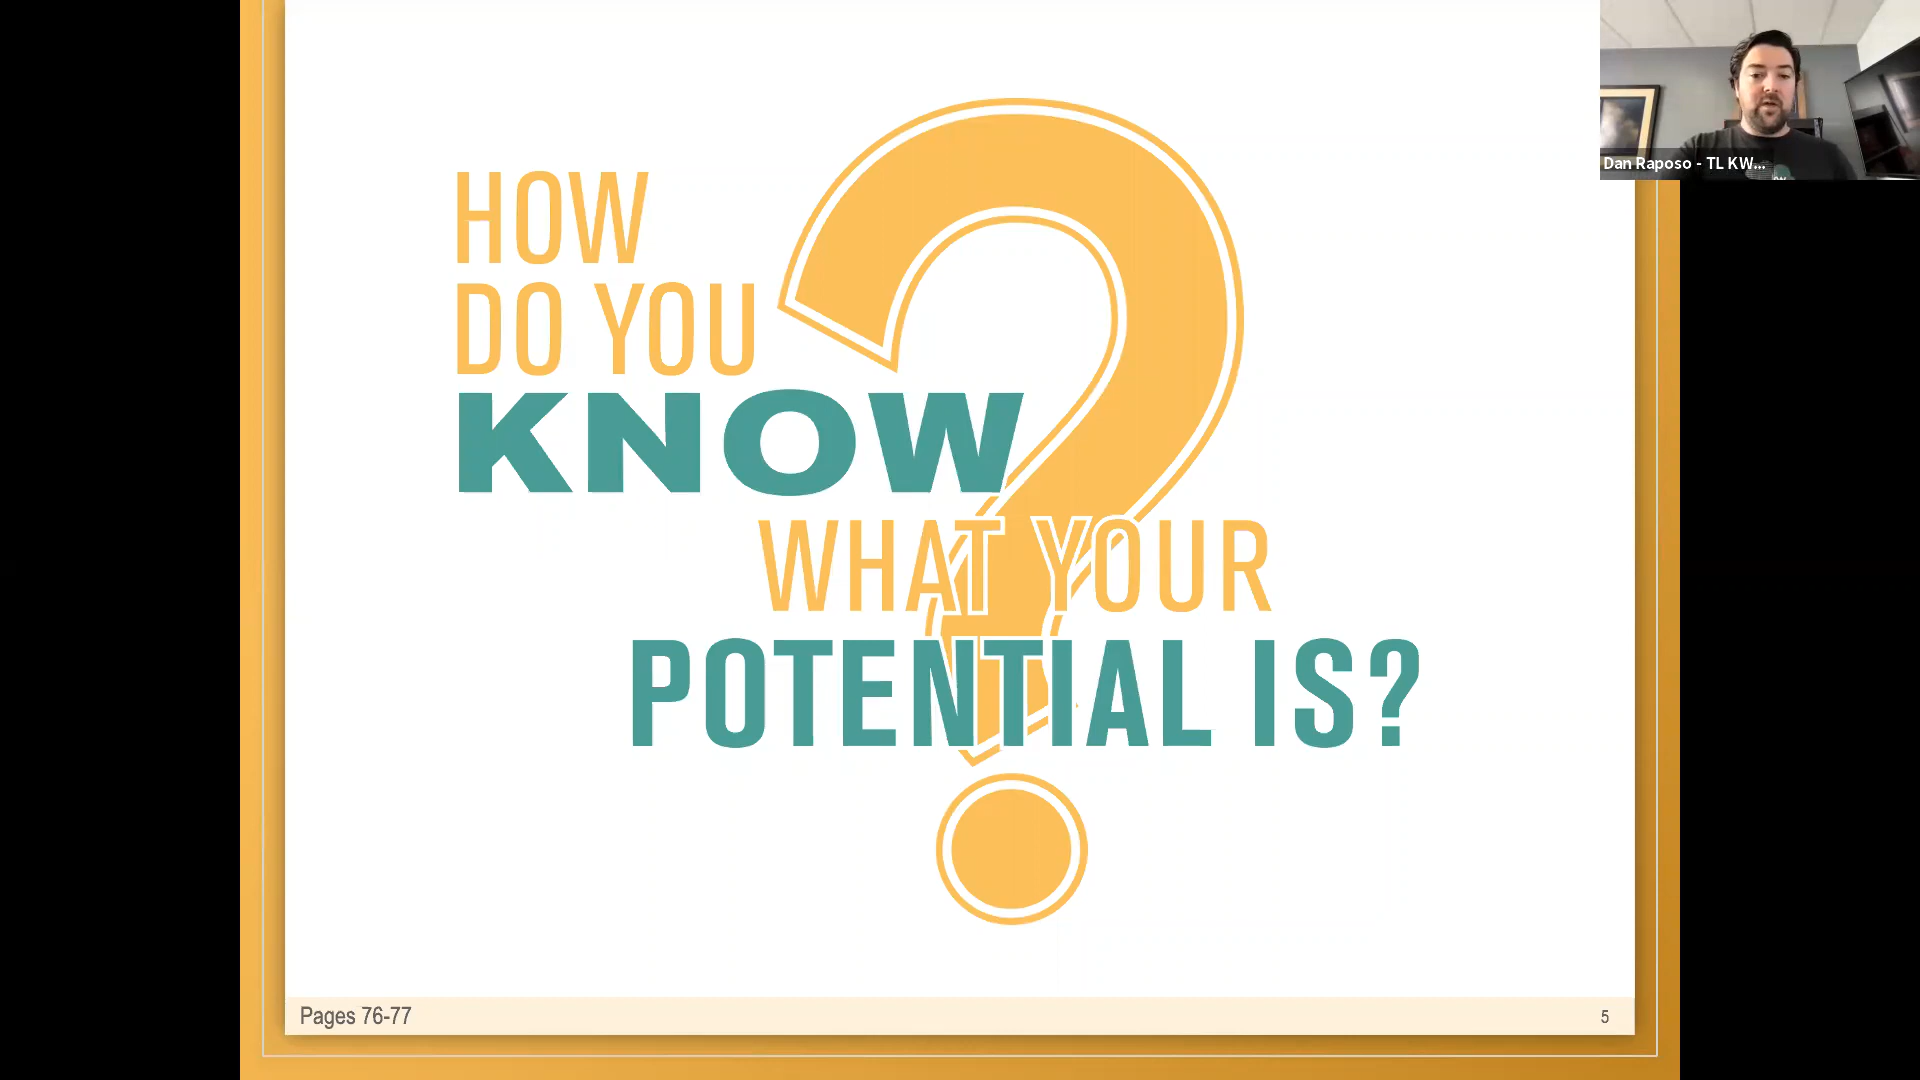 Dan Raposo - TL KW...
HOW
DO YOU
KNOW
WHAT YOUR
POTENTIAL IS?
Pages 76-77
5